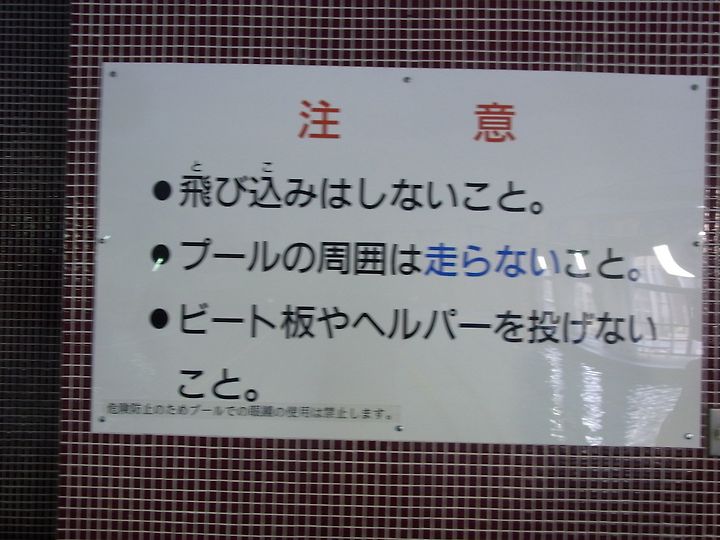 注 意
●飛び込みはしないこと。
●プールの周囲は走らないこと。
●ビート板やヘルパーを投げない
こと。
危険防止のためプールでの眼鏡の使用は禁止します。